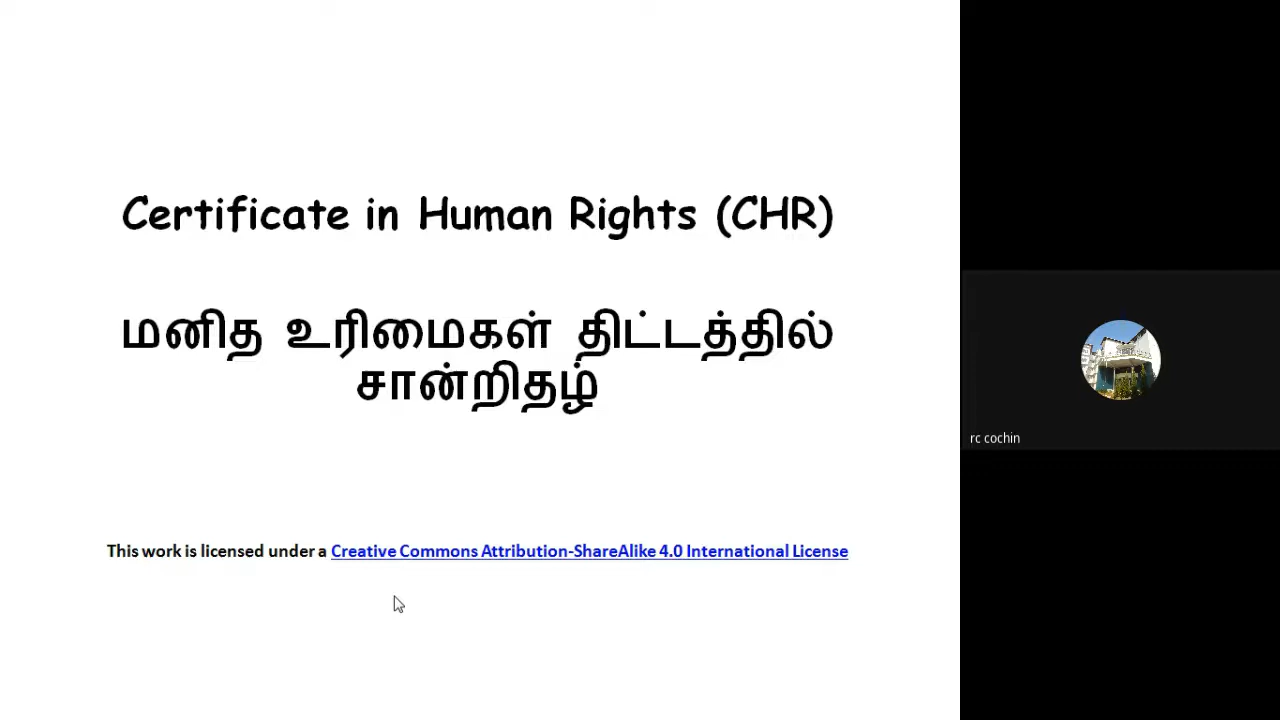 Certificate in Human Rights (CHR)
மனித உரிமைகள் திட்டத்தில்
சான்றிதழ்
This work is licensed under a Creative Commons Attribution-ShareAlike 4.0 International License
rc cochin